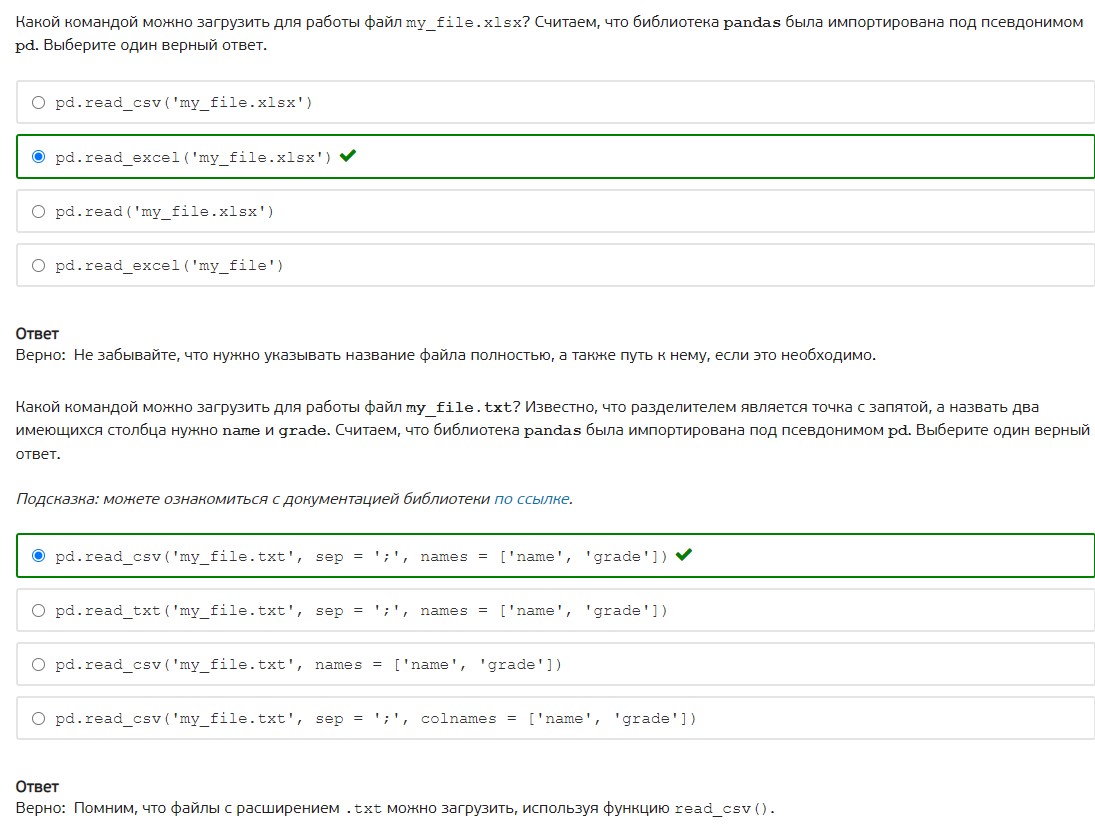 Какой командой можно загрузить для работы файл my_file.xlsx? Считаем, что библиотека pandas была импортирована под псевдонимом
pd. Выберите один верный ответ.
pd.read_csv('my_file.xlsx')
pd.read_excel('my_file.xlsx')
pd.read('my_file.xlsx')
pd.read_excel('my_file')
Ответ
Верно: Не забывайте, что нужно указывать название файла полностью, а также путь к нему, если это необходимо.
Какой командой можно загрузить для работы файл my_file.txt? Известно, что разделителем является точка с запятой, а назвать два
имеющихся столбца нужно name и grade. Считаем, что библиотека pandas была импортирована под псевдонимом pd. Выберите один верный
ответ.
Подсказка: можете ознакомиться с документацией библиотеки по ссылке.
pd.read_csv('my_file.txt', sep = ';', names = ['name', 'grade'])
pd.read_txt('my_file.txt', sep = ';', names = ['name', 'grade'])
pd.read_csv('my_file.txt', names = ['name', 'grade'])
pd.read_csv('my_file.txt', sep = ';', colnames = ['name', 'grade'])
Ответ
Верно: Помним, что файлы с расширением .txt можно загрузить, используя функцию read_csv().